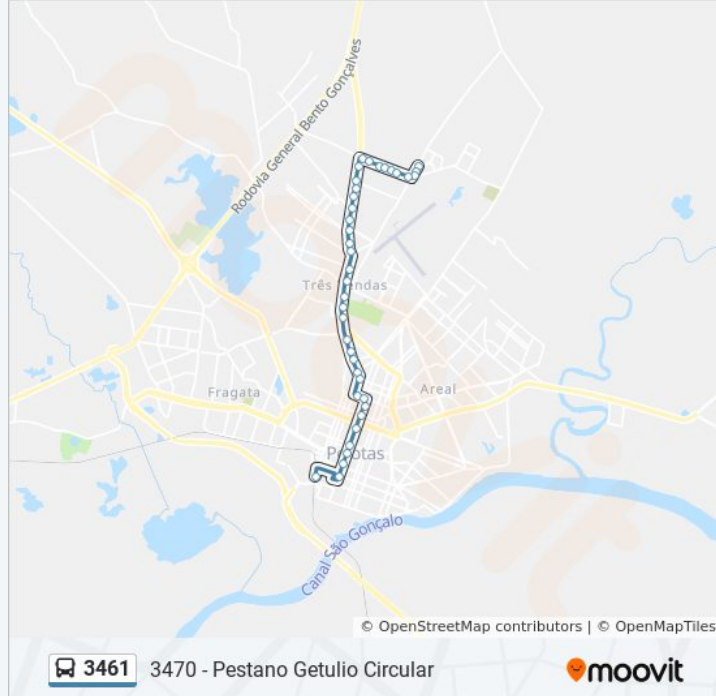 Rodovia General Bento Gonçalves
Três Vendas
Fragata
Areal
Pelotas
Canal São Gonçalo
© OpenStreetMap contributors | © OpenMapTiles
3461 3470 - Pestano Getulio Circular
moovit